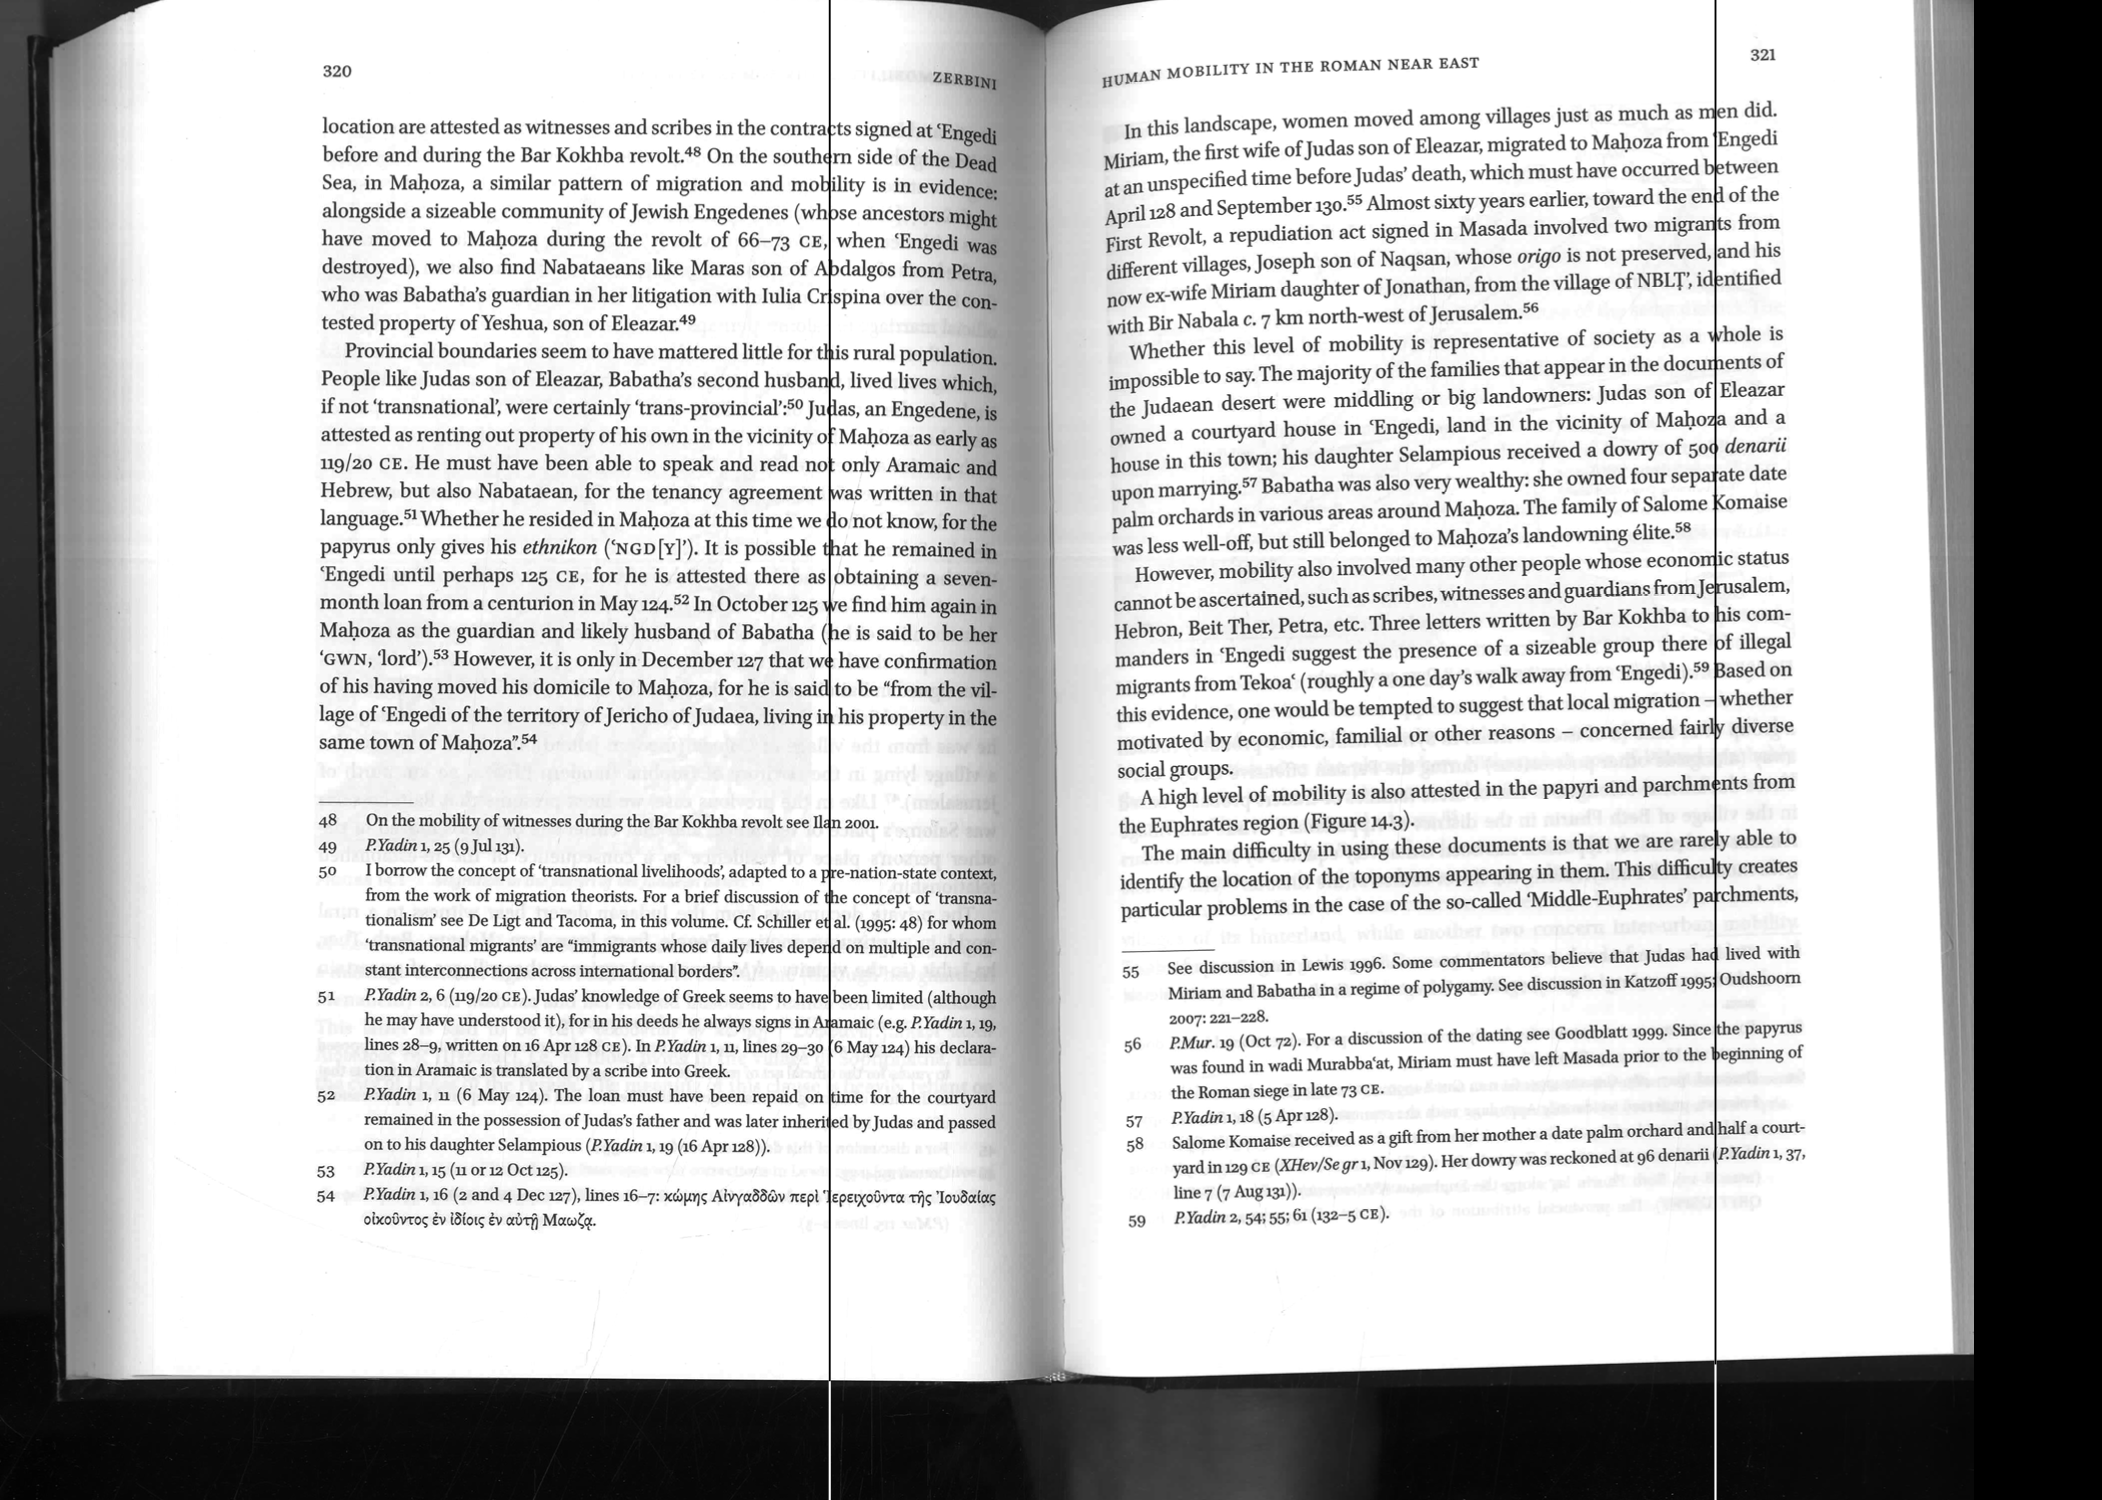 320
ZERBINI
location are attested as witnesses and scribes in the contracts signed at ʿEngedi
before and during the Bar Kokhba revolt.48 On the southern side of the Dead
Sea, in Maḥoza, a similar pattern of migration and mobility is in evidence:
alongside a sizeable community of Jewish Engedenes (whose ancestors might
have moved to Maḥoza during the revolt of 66–73 CE, when ʿEngedi was
destroyed), we also find Nabataeans like Maras son of Abdalgos from Petra,
who was Babatha's guardian in her litigation with Iulia Crispina over the con-
tested property of Yeshua, son of Eleazar.49
Provincial boundaries seem to have mattered little for this rural population.
People like Judas son of Eleazar, Babatha's second husband, lived lives which,
if not 'transnational', were certainly 'trans-provincial':50 Judas, an Engedene, is
attested as renting out property of his own in the vicinity of Maḥoza as early as
119/20 CE. He must have been able to speak and read not only Aramaic and
Hebrew, but also Nabataean, for the tenancy agreement was written in that
language.51 Whether he resided in Maḥoza at this time we do not know, for the
papyrus only gives his ethnikon (ʿNGD[Y]ʾ). It is possible that he remained in
ʿEngedi until perhaps 125 CE, for he is attested there as obtaining a seven-
month loan from a centurion in May 124.52 In October 125 we find him again in
Maḥoza as the guardian and likely husband of Babatha (he is said to be her
ʾGWN, 'lord').53 However, it is only in December 127 that we have confirmation
of his having moved his domicile to Maḥoza, for he is said to be “from the vil-
lage of ʿEngedi of the territory of Jericho of Judaea, living in his property in the
same town of Maḥoza”.54
48 On the mobility of witnesses during the Bar Kokhba revolt see Ilan 2001.
49 P.Yadin 1, 25 (9 Jul 131).
50 I borrow the concept of 'transnational livelihoods', adapted to a pre-nation-state context,
from the work of migration theorists. For a brief discussion of the concept of 'transna-
tionalism' see De Ligt and Tacoma, in this volume. Cf. Schiller et al. (1995: 48) for whom
'transnational migrants' are “immigrants whose daily lives depend on multiple and con-
stant interconnections across international borders”.
51 P.Yadin 2, 6 (119/20 CE). Judas' knowledge of Greek seems to have been limited (although
he may have understood it), for in his deeds he always signs in Aramaic (e.g. P.Yadin 1, 19,
lines 28–9, written on 16 Apr 128 CE). In P.Yadin 1, 11, lines 29–30 (6 May 124) his declara-
tion in Aramaic is translated by a scribe into Greek.
52 P.Yadin 1, 11 (6 May 124). The loan must have been repaid on time for the courtyard
remained in the possession of Judas's father and was later inherited by Judas and passed
on to his daughter Selampious (P.Yadin 1, 19 (16 Apr 128)).
53 P.Yadin 1, 15 (11 or 12 Oct 125).
54 P.Yadin 1, 16 (2 and 4 Dec 127), lines 16–7: κώμης Αἰνγαδδῶν περὶ Ἱερειχοῦντα τῆς Ἰουδαίας
οἰκοῦντος ἐν ἰδίοις ἐν αὐτῇ Μαωζᾳ.
HUMAN MOBILITY IN THE ROMAN NEAR EAST
321
In this landscape, women moved among villages just as much as men did.
Miriam, the first wife of Judas son of Eleazar, migrated to Maḥoza from ʿEngedi
at an unspecified time before Judas' death, which must have occurred between
April 128 and September 130.55 Almost sixty years earlier, toward the end of the
First Revolt, a repudiation act signed in Masada involved two migrants from
different villages, Joseph son of Naqsan, whose origo is not preserved, and his
now ex-wife Miriam daughter of Jonathan, from the village of NBLṬʾ, identified
with Bir Nabala c. 7 km north-west of Jerusalem.56
Whether this level of mobility is representative of society as a whole is
impossible to say. The majority of the families that appear in the documents of
the Judaean desert were middling or big landowners: Judas son of Eleazar
owned a courtyard house in ʿEngedi, land in the vicinity of Maḥoza and a
house in this town; his daughter Selampious received a dowry of 500 denarii
upon marrying.57 Babatha was also very wealthy: she owned four separate date
palm orchards in various areas around Maḥoza. The family of Salome Komaise
was less well-off, but still belonged to Maḥoza's landowning élite.58
However, mobility also involved many other people whose economic status
cannot be ascertained, such as scribes, witnesses and guardians from Jerusalem,
Hebron, Beit Ther, Petra, etc. Three letters written by Bar Kokhba to his com-
manders in ʿEngedi suggest the presence of a sizeable group there of illegal
migrants from Tekoaʿ (roughly a one day's walk away from ʿEngedi).59 Based on
this evidence, one would be tempted to suggest that local migration – whether
motivated by economic, familial or other reasons – concerned fairly diverse
social groups.
A high level of mobility is also attested in the papyri and parchments from
the Euphrates region (Figure 14.3).
The main difficulty in using these documents is that we are rarely able to
identify the location of the toponyms appearing in them. This difficulty creates
particular problems in the case of the so-called 'Middle-Euphrates' parchments,
55 See discussion in Lewis 1996. Some commentators believe that Judas had lived with
Miriam and Babatha in a regime of polygamy. See discussion in Katzoff 1995; Oudshoorn
2007: 221–228.
56 P.Mur. 19 (Oct 72). For a discussion of the dating see Goodblatt 1999. Since the papyrus
was found in wadi Murabbaʿat, Miriam must have left Masada prior to the beginning of
the Roman siege in late 73 CE.
57 P.Yadin 1, 18 (5 Apr 128).
58 Salome Komaise received as a gift from her mother a date palm orchard and half a court-
yard in 129 CE (XHev/Se gr 1, Nov 129). Her dowry was reckoned at 96 denarii (P.Yadin 1, 37,
line 7 (7 Aug 131)).
59 P.Yadin 2, 54; 55; 61 (132–5 CE).